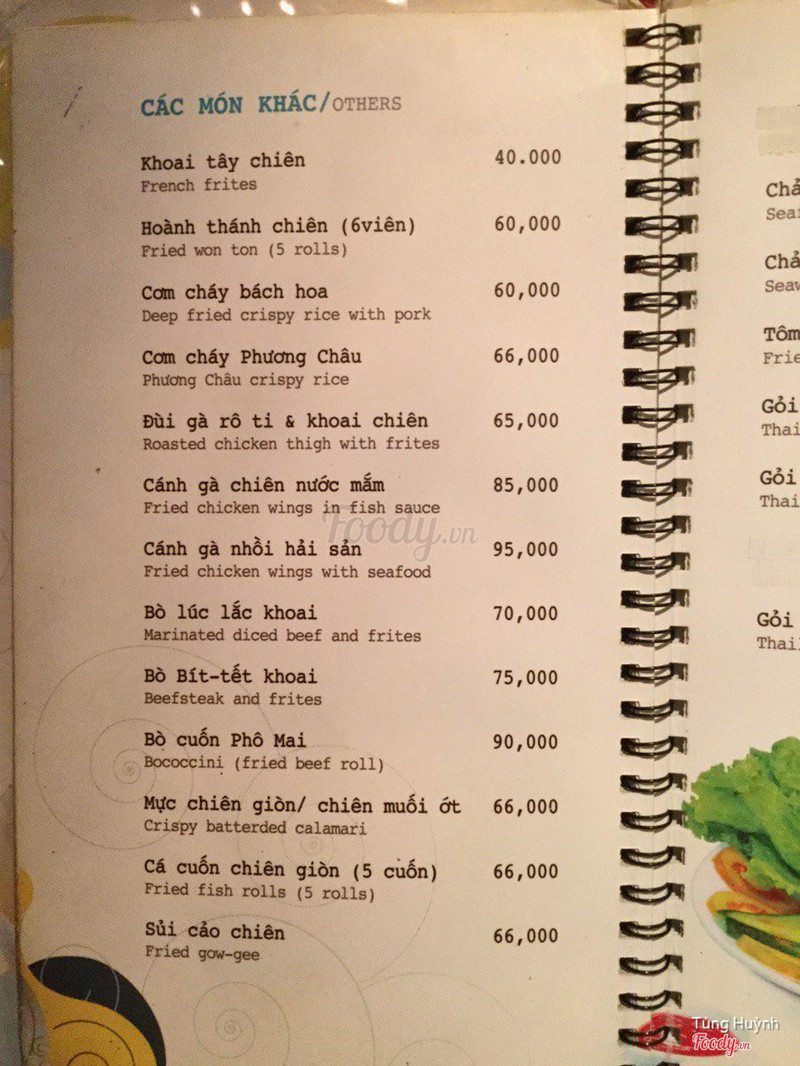 CÁC MÓN KHÁC/OTHERS
Khoai tây chiên 40.000
French frites
Hoành thánh chiên (6viên) 60,000
Fried won ton (5 rolls)
Cơm cháy bách hoa 60,000
Deep fried crispy rice with pork
Cơm cháy Phương Châu 66,000
Phương Châu crispy rice
Đùi gà rô ti & khoai chiên 65,000
Roasted chicken thigh with frites
Cánh gà chiên nước mắm 85,000
Fried chicken wings in fish sauce
Cánh gà nhồi hải sản 95,000
Fried chicken wings with seafood
Bò lúc lắc khoai 70,000
Marinated diced beef and frites
Bò Bít-tết khoai 75,000
Beefsteak and frites
Bò cuốn Phô Mai 90,000
Bococcini (fried beef roll)
Mực chiên giòn/ chiên muối ớt 66,000
Crispy batterded calamari
Cá cuốn chiên giòn (5 cuốn) 66,000
Fried fish rolls (5 rolls)
Sủi cảo chiên 66,000
Fried gow-gee
Foody.vn
Chả
Chả
Tôm
Gỏi
Gỏi
Gỏi
Tùng Huỳnh
Foody.vn